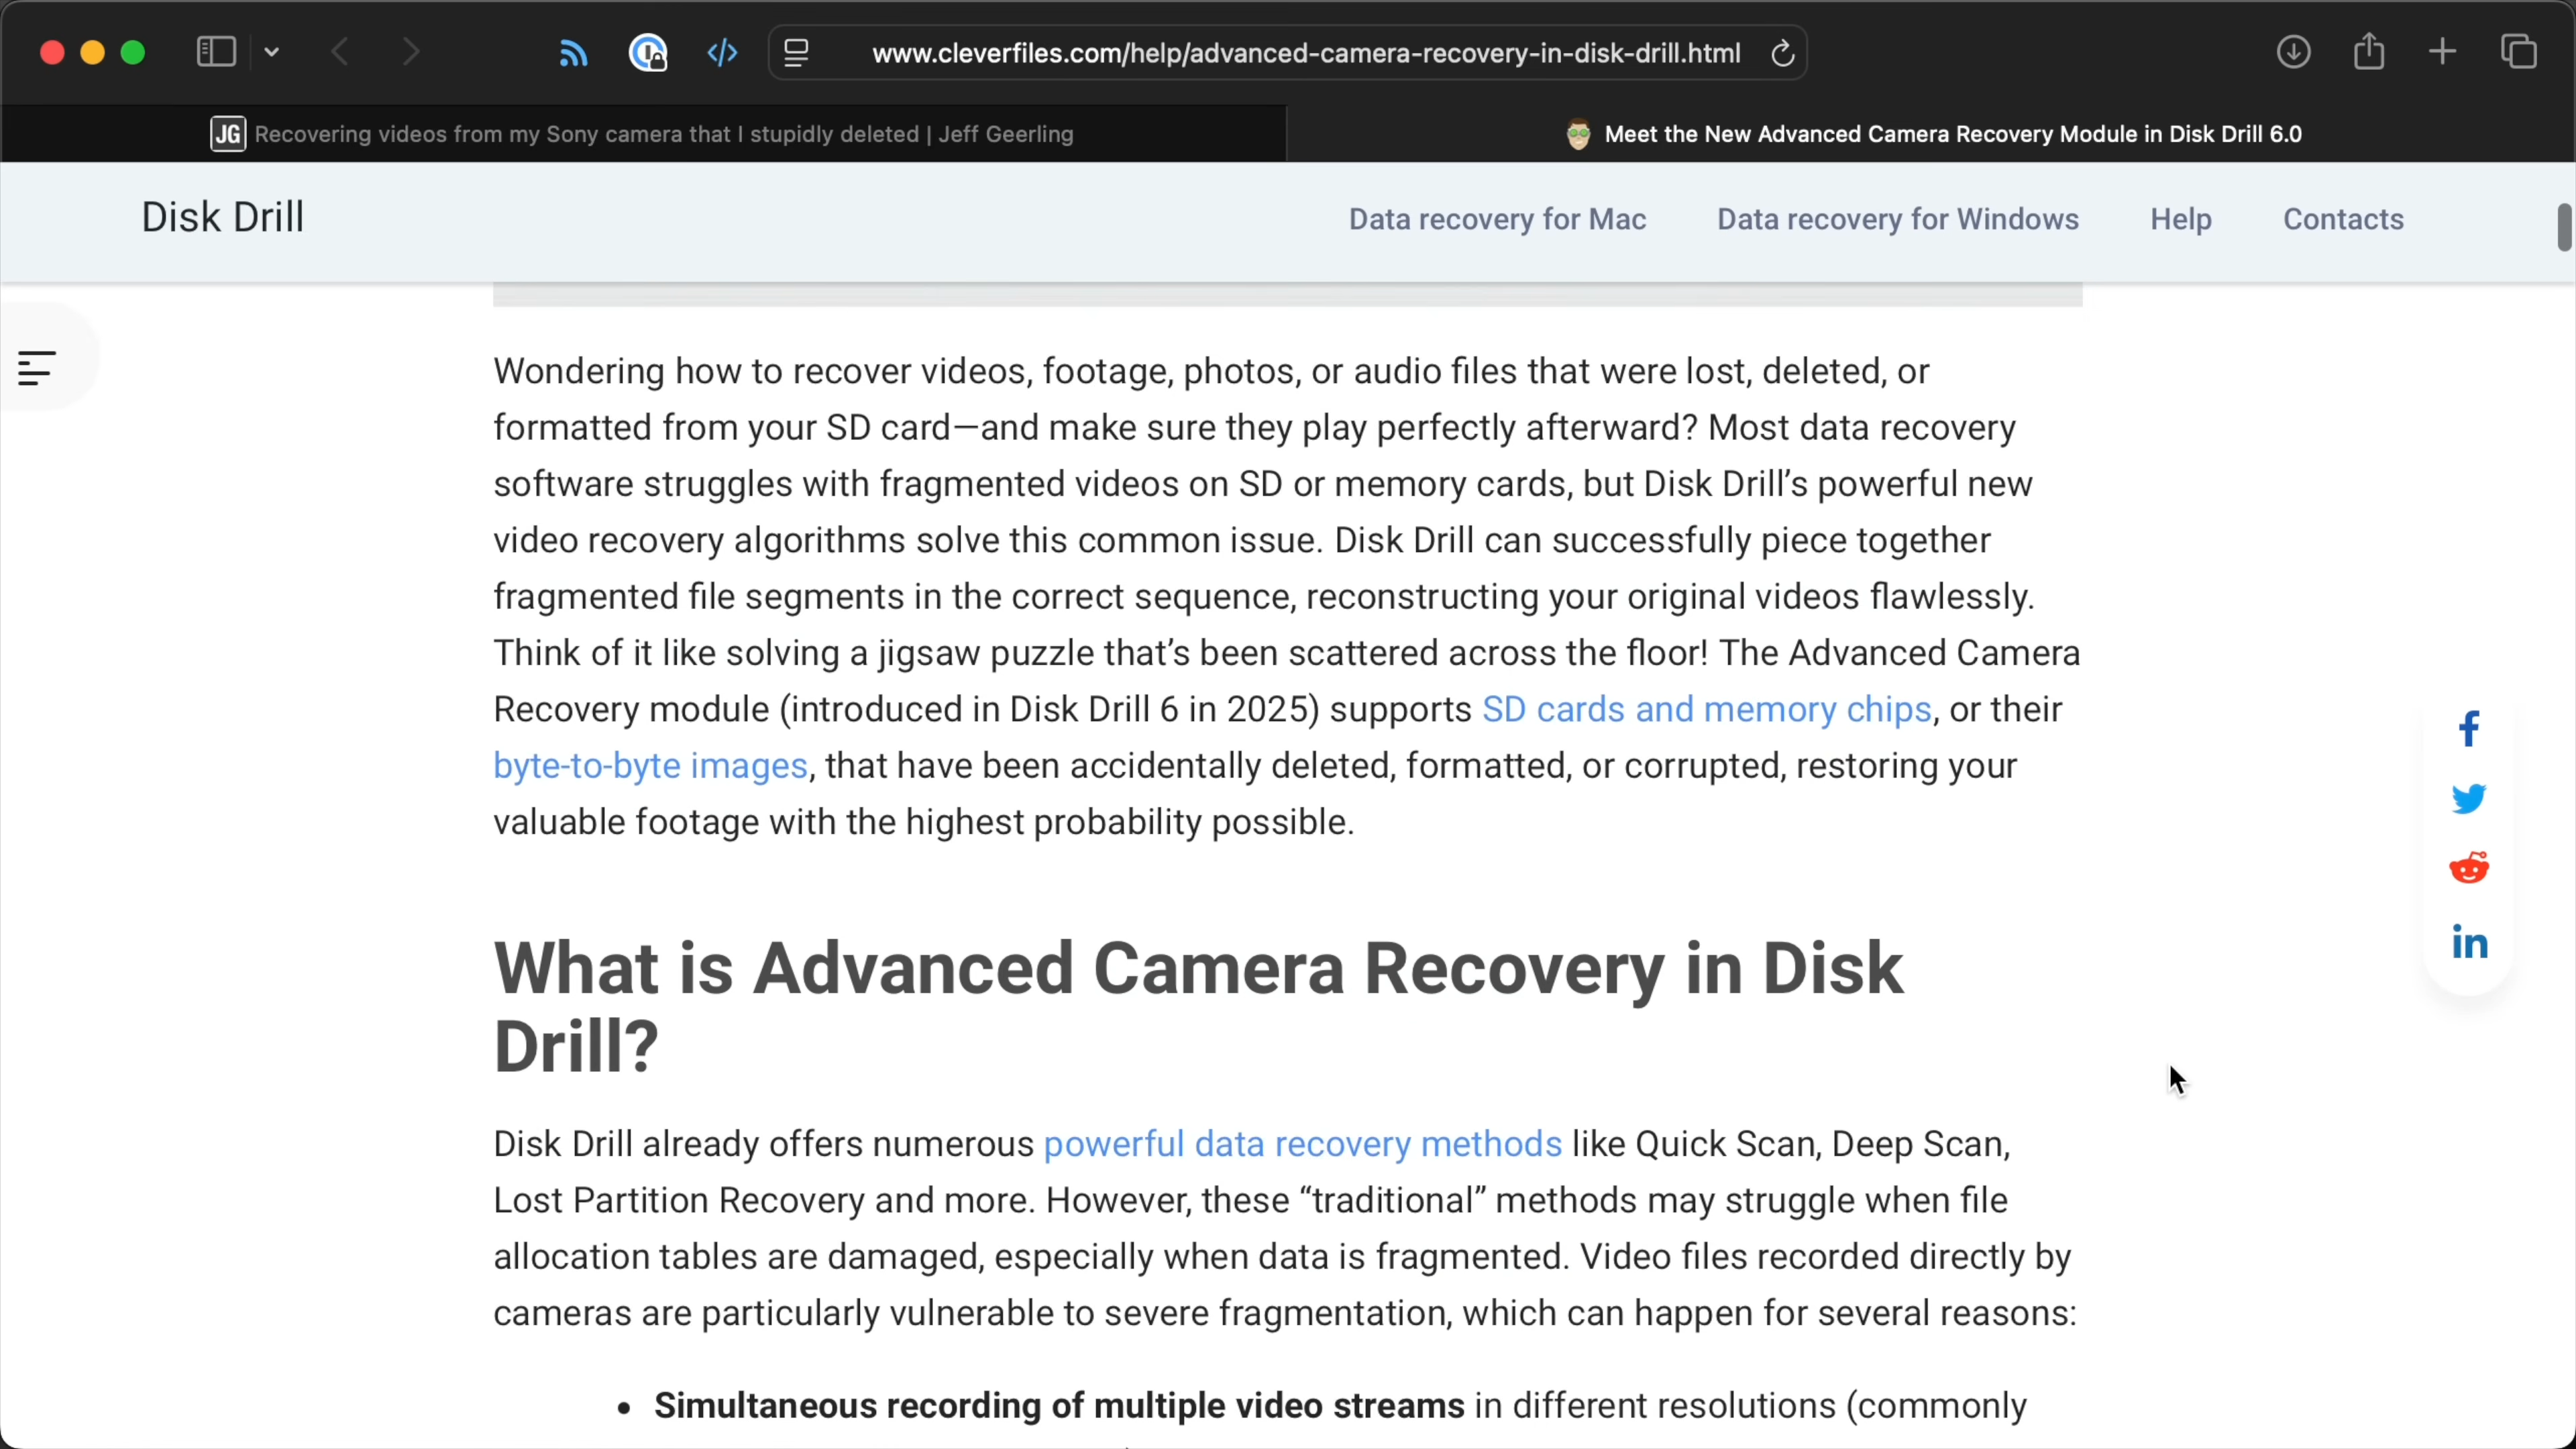 www.cleverfiles.com/help/advanced-camera-recovery-in-disk-drill.html
JG Recovering videos from my Sony camera that I stupidly deleted | Jeff Geerling
Meet the New Advanced Camera Recovery Module in Disk Drill 6.0
Disk Drill
Data recovery for Mac
Data recovery for Windows
Help
Contacts
Wondering how to recover videos, footage, photos, or audio files that were lost, deleted, or
formatted from your SD card—and make sure they play perfectly afterward? Most data recovery
software struggles with fragmented videos on SD or memory cards, but Disk Drill’s powerful new
video recovery algorithms solve this common issue. Disk Drill can successfully piece together
fragmented file segments in the correct sequence, reconstructing your original videos flawlessly.
Think of it like solving a jigsaw puzzle that’s been scattered across the floor! The Advanced Camera
Recovery module (introduced in Disk Drill 6 in 2025) supports SD cards and memory chips, or their
byte-to-byte images, that have been accidentally deleted, formatted, or corrupted, restoring your
valuable footage with the highest probability possible.
What is Advanced Camera Recovery in Disk
Drill?
Disk Drill already offers numerous powerful data recovery methods like Quick Scan, Deep Scan,
Lost Partition Recovery and more. However, these “traditional” methods may struggle when file
allocation tables are damaged, especially when data is fragmented. Video files recorded directly by
cameras are particularly vulnerable to severe fragmentation, which can happen for several reasons:
• Simultaneous recording of multiple video streams in different resolutions (commonly